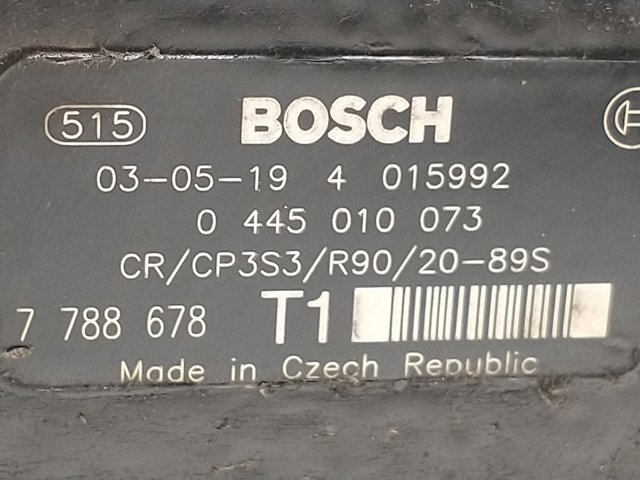 515 BOSCH
03-05-19 4 015992
0 445 010 073
CR/CP3S3/R90/20-89S
7 788 678 T1
Made in Czech Republic